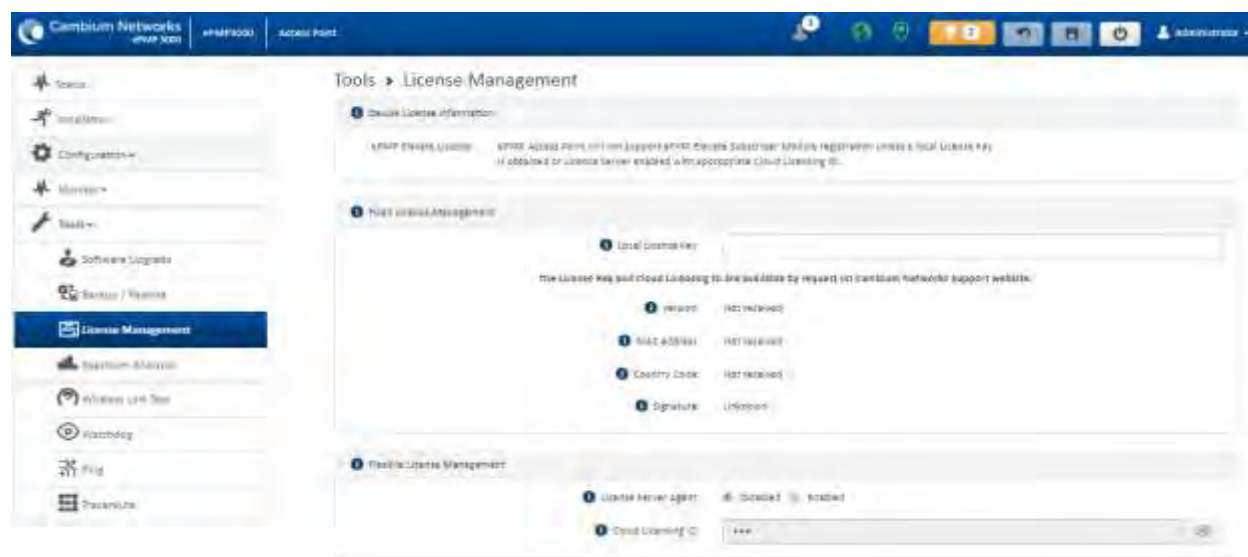 Cambium Networks
ePMP 3000
ePMP3000
Access Point
3
administrator
Status
Installation
Configuration
Monitor
Tools
Software Upgrade
Backup / Restore
License Management
Spectrum Analyzer
Wireless Link Test
Watchdog
Ping
Traceroute
Tools > License Management
Device License Information
ePMP Elevate License
ePMP Access Point will not support ePMP Elevate Subscriber Module registration unless a local License Key
is obtained or License Server enabled with appropriate Cloud Licensing ID.
Fixed License Management
Local License Key
The License Key and Cloud Licensing ID are available by request on Cambium Networks support website.
Version Not received
MAC Address Not received
Country Code Not received
Signature Unknown
Flexible License Management
License Server Agent Disabled Enabled
Cloud Licensing ID